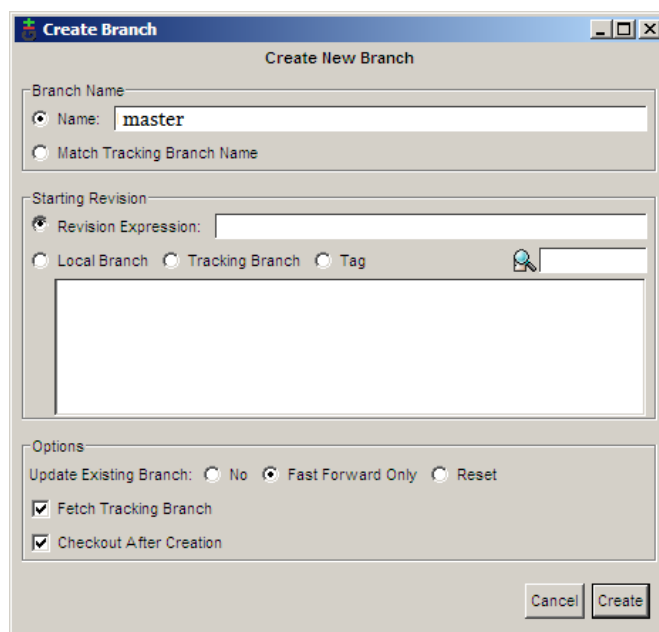 Create Branch
Create New Branch
Branch Name
Name: master
Match Tracking Branch Name
Starting Revision
Revision Expression:
Local Branch Tracking Branch Tag
Options
Update Existing Branch: No Fast Forward Only Reset
Fetch Tracking Branch
Checkout After Creation
Cancel Create